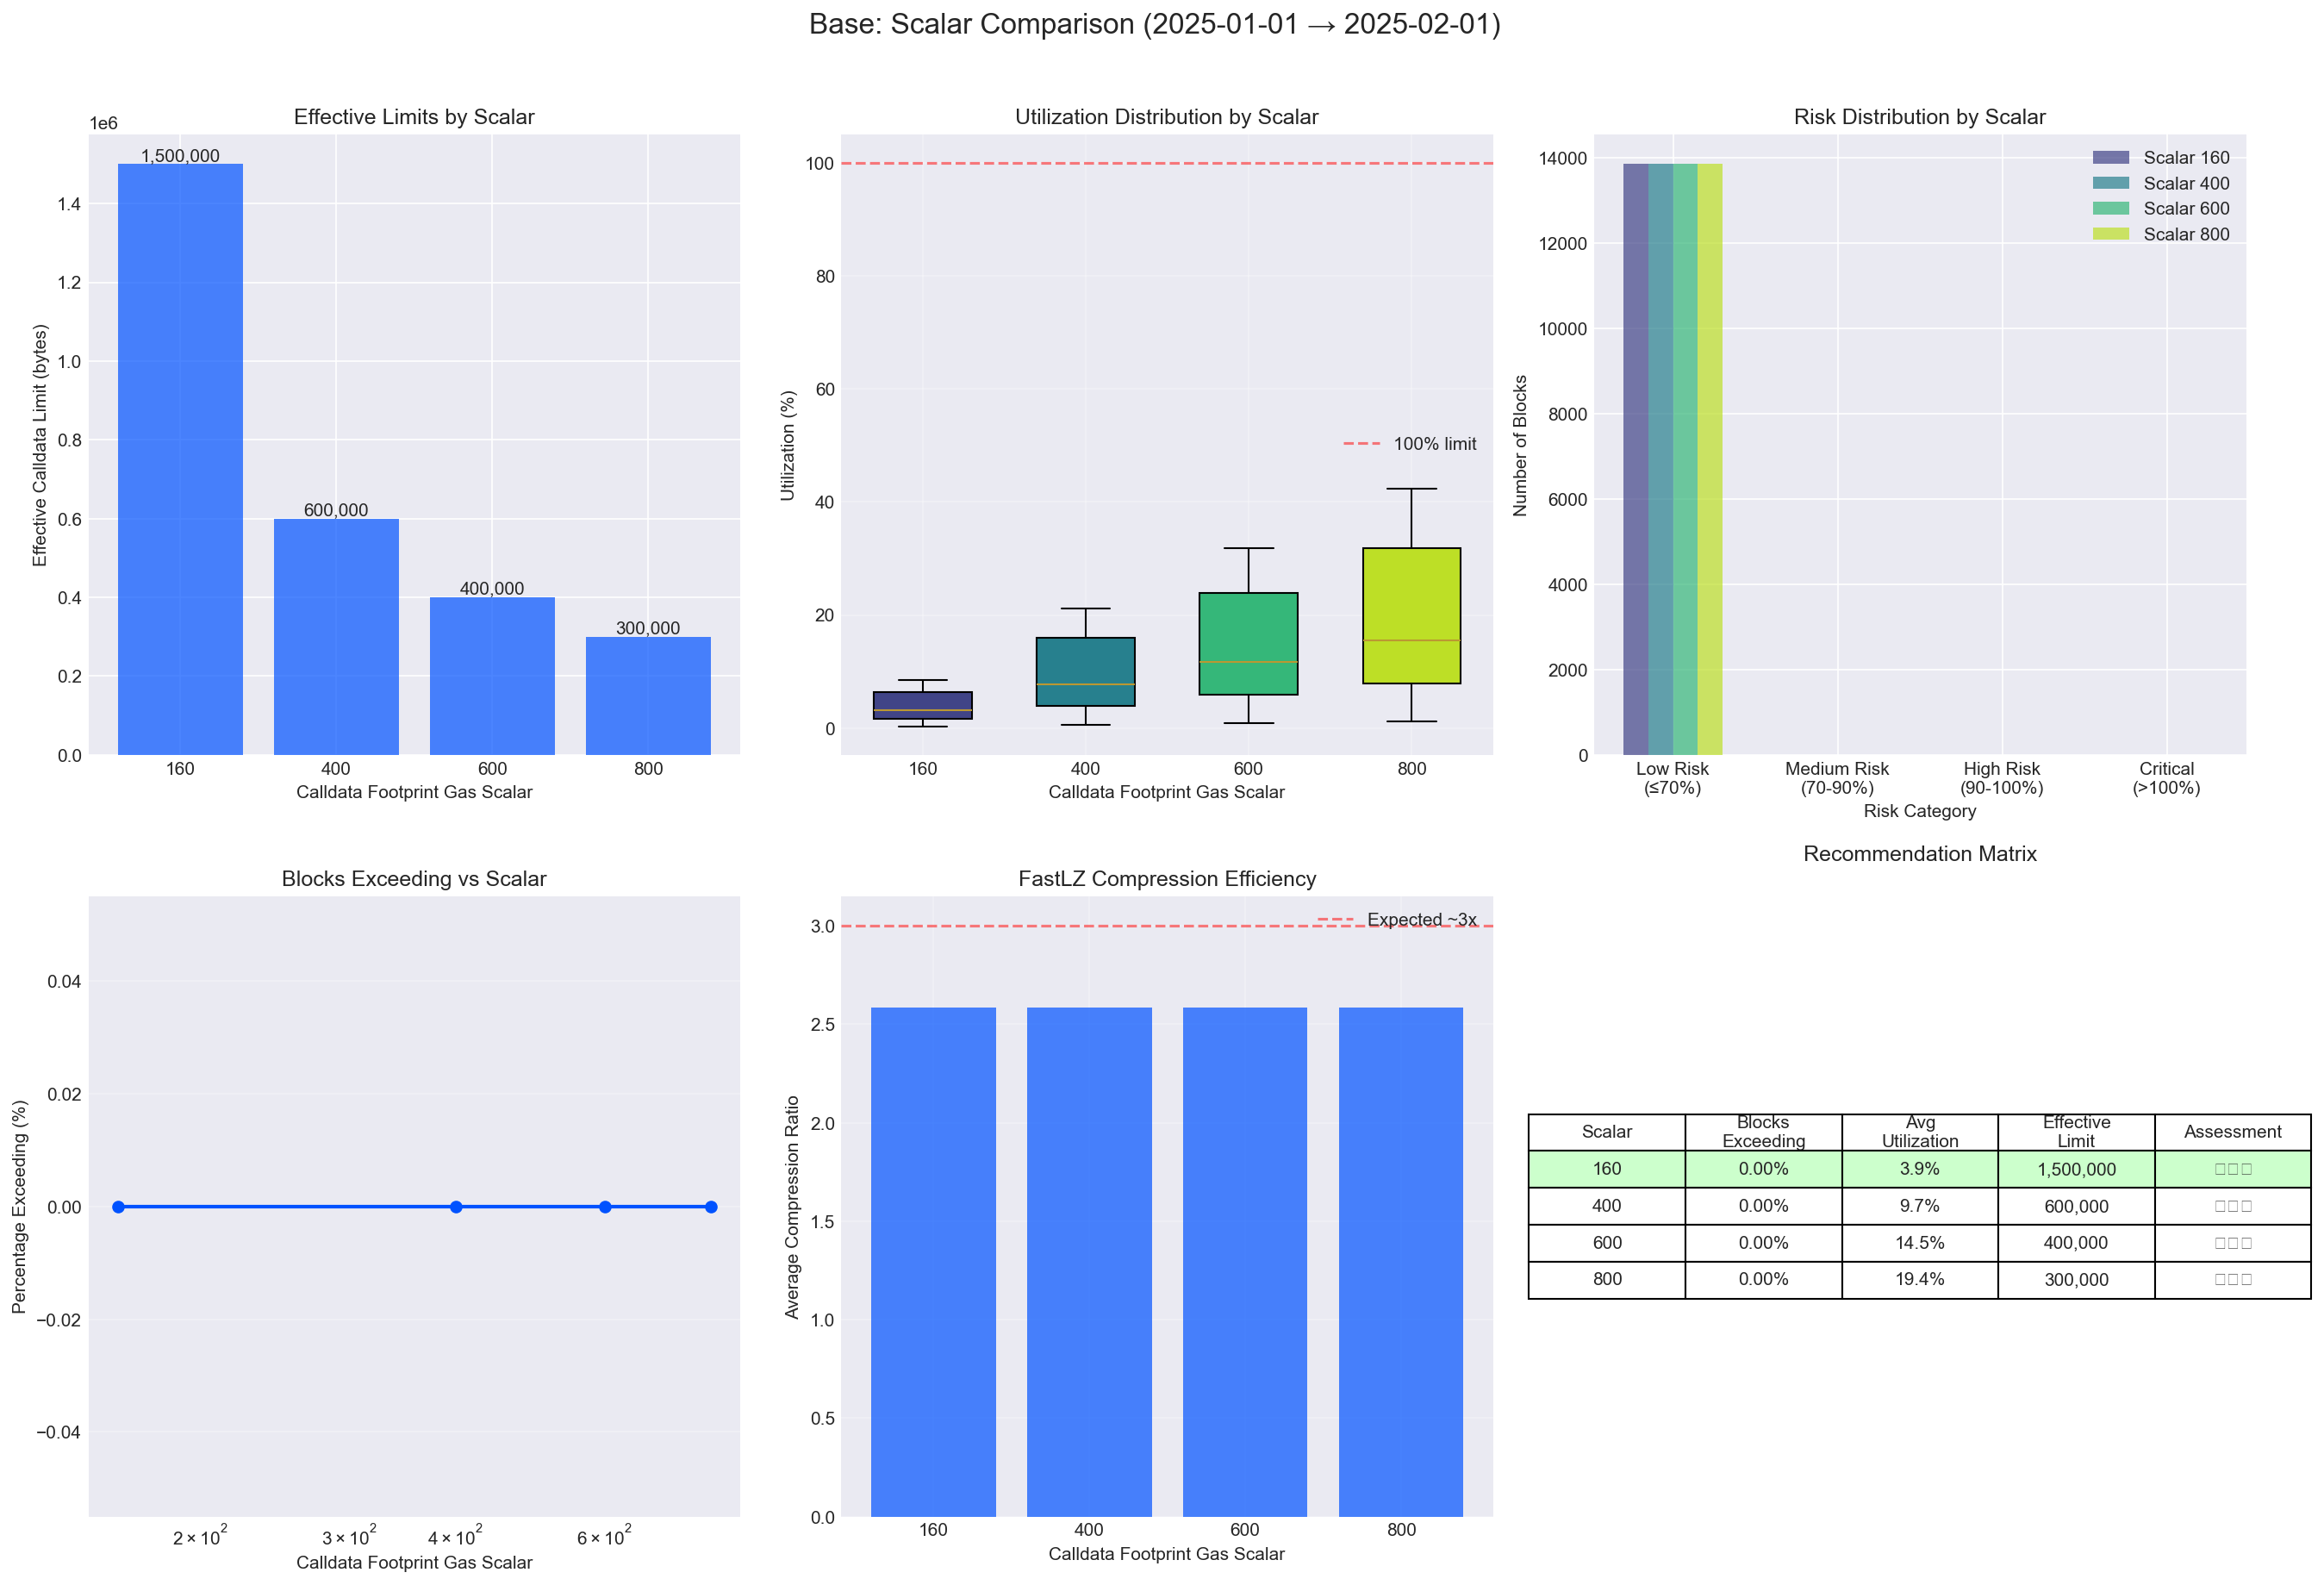 Base: Scalar Comparison (2025-01-01 → 2025-02-01)
Effective Limits by Scalar
1e6
1,500,000
600,000
400,000
300,000
1.4
1.2
1.0
0.8
0.6
0.4
0.2
0.0
Effective Calldata Limit (bytes)
160 400 600 800
Calldata Footprint Gas Scalar
Utilization Distribution by Scalar
100
80
60
40
20
0
Utilization (%)
100% limit
160 400 600 800
Calldata Footprint Gas Scalar
Risk Distribution by Scalar
14000
12000
10000
8000
6000
4000
2000
0
Number of Blocks
Scalar 160
Scalar 400
Scalar 600
Scalar 800
Low Risk Medium Risk High Risk Critical
(≤70%) (70-90%) (90-100%) (>100%)
Risk Category
Blocks Exceeding vs Scalar
0.04
0.02
0.00
−0.02
−0.04
Percentage Exceeding (%)
2 × 10² 3 × 10² 4 × 10² 6 × 10²
Calldata Footprint Gas Scalar
FastLZ Compression Efficiency
3.0
2.5
2.0
1.5
1.0
0.5
0.0
Average Compression Ratio
Expected ~3x
160 400 600 800
Calldata Footprint Gas Scalar
Recommendation Matrix
Scalar Blocks Exceeding Avg Utilization Effective Limit Assessment
160 0.00% 3.9% 1,500,000
400 0.00% 9.7% 600,000
600 0.00% 14.5% 400,000
800 0.00% 19.4% 300,000